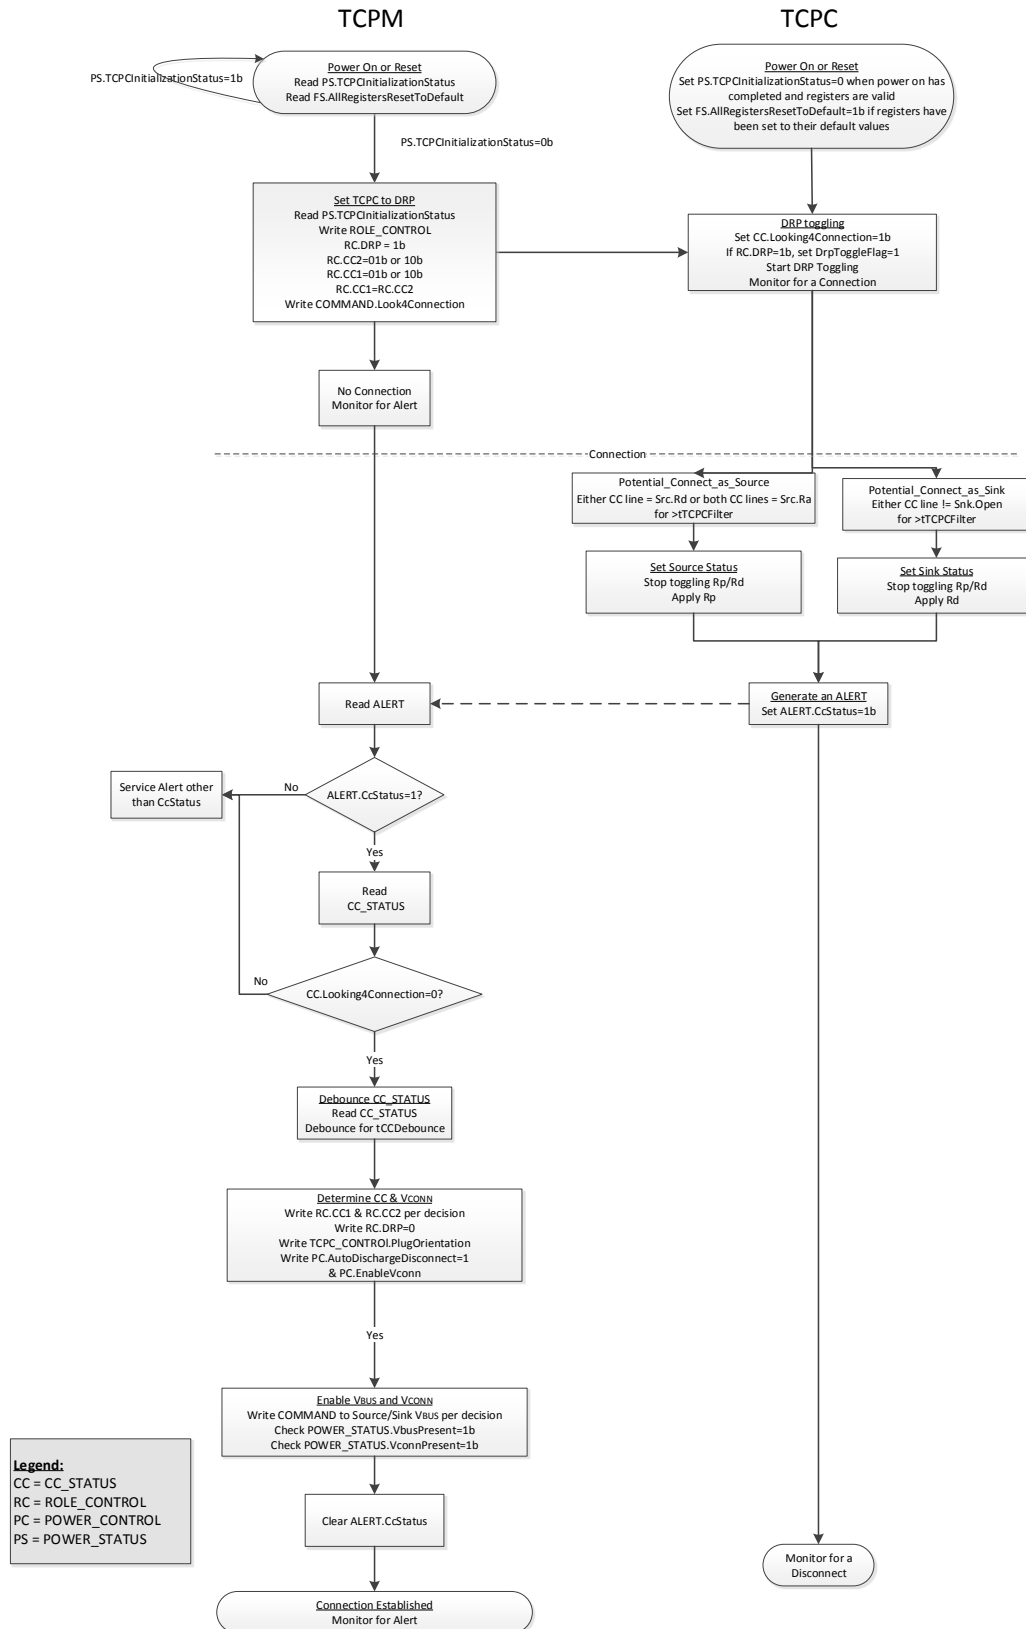 TCPM
TCPC
Power On or Reset
Read PS.TCPCInitializationStatus
Read FS.AllRegistersResetToDefault
PS.TCPCInitializationStatus=1b
PS.TCPCInitializationStatus=0b
Power On or Reset
Set PS.TCPCInitializationStatus=0 when power on has
completed and registers are valid
Set FS.AllRegistersResetToDefault=1b if registers have
been set to their default values
Set TCPC to DRP
Read PS.TCPCInitializationStatus
Write ROLE_CONTROL
RC.DRP = 1b
RC.CC2=01b or 10b
RC.CC1=01b or 10b
RC.CC1=RC.CC2
Write COMMAND.Look4Connection
DRP toggling
Set CC.Looking4Connection=1b
If RC.DRP=1b, set DrpToggleFlag=1
Start DRP Toggling
Monitor for a Connection
No Connection
Monitor for Alert
Connection
Potential_Connect_as_Source
Either CC line = Src.Rd or both CC lines = Src.Ra
for >tTCPCFilter
Potential_Connect_as_Sink
Either CC line != Snk.Open
for >tTCPCFilter
Set Source Status
Stop toggling Rp/Rd
Apply Rp
Set Sink Status
Stop toggling Rp/Rd
Apply Rd
Read ALERT
Generate an ALERT
Set ALERT.CcStatus=1b
Service Alert other
than CcStatus
No
ALERT.CcStatus=1?
Yes
Read
CC_STATUS
No
CC.Looking4Connection=0?
Yes
Debounce CC_STATUS
Read CC_STATUS
Debounce for tCCDebounce
Determine CC & VCONN
Write RC.CC1 & RC.CC2 per decision
Write RC.DRP=0
Write TCPC_CONTROl.PlugOrientation
Write PC.AutoDischargeDisconnect=1
& PC.EnableVconn
Yes
Enable VBUS and VCONN
Write COMMAND to Source/Sink VBUS per decision
Check POWER_STATUS.VbusPresent=1b
Check POWER_STATUS.VconnPresent=1b
Clear ALERT.CcStatus
Connection Established
Monitor for Alert
Monitor for a
Disconnect
Legend:
CC = CC_STATUS
RC = ROLE_CONTROL
PC = POWER_CONTROL
PS = POWER_STATUS